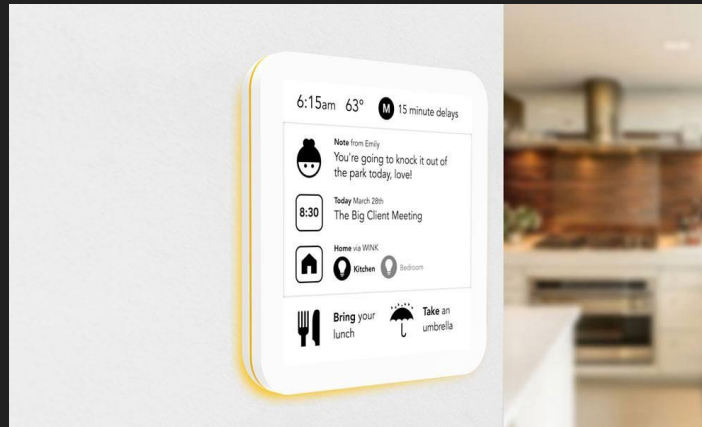 6:15am 63° M 15 minute delays
Note from Emily
You're going to knock it out of
the park today, love!
8:30
Today March 28th
The Big Client Meeting
Home via WINK
Kitchen Bedroom
Bring your
lunch
Take an
umbrella